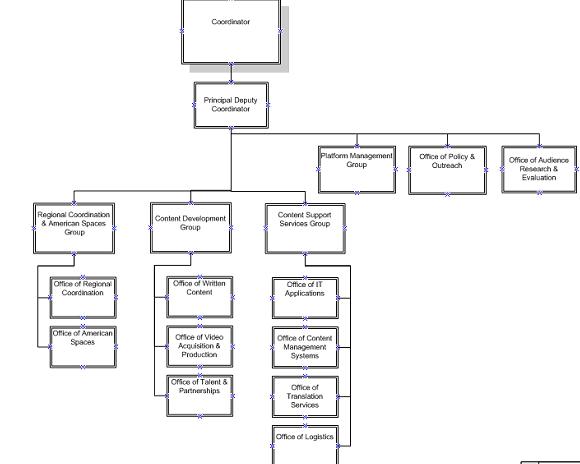 Coordinator
Principal Deputy
Coordinator
Platform Management
Group
Office of Policy &
Outreach
Office of Audience
Research &
Evaluation
Regional Coordination
& American Spaces
Group
Content Development
Group
Content Support
Services Group
Office of Regional
Coordination
Office of American
Spaces
Office of Written
Content
Office of Video
Acquisition &
Production
Office of Talent &
Partnerships
Office of IT
Applications
Office of Content
Management
Systems
Office of
Translation
Services
Office of Logistics